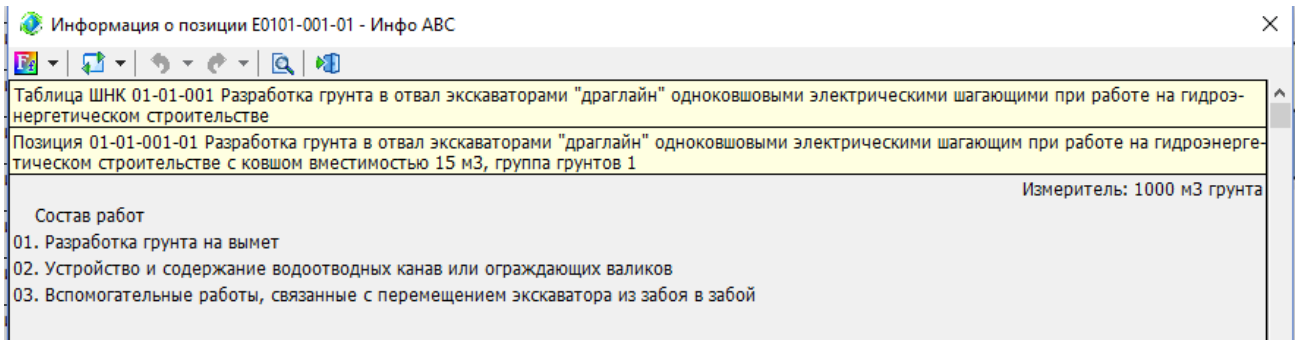 Информация о позиции E0101-001-01 - Инфо АВС
Таблица ШНК 01-01-001 Разработка грунта в отвал экскаваторами "драглайн" одноковшовыми электрическими шагающими при работе на гидроэ-
нергетическом строительстве
Позиция 01-01-001-01 Разработка грунта в отвал экскаваторами "драглайн" одноковшовыми электрическими шагающим при работе на гидроэнерге-
тическом строительстве с ковшом вместимостью 15 м3, группа грунтов 1
Измеритель: 1000 м3 грунта
Состав работ
01. Разработка грунта на вымет
02. Устройство и содержание водоотводных канав или ограждающих валиков
03. Вспомогательные работы, связанные с перемещением экскаватора из забоя в забой